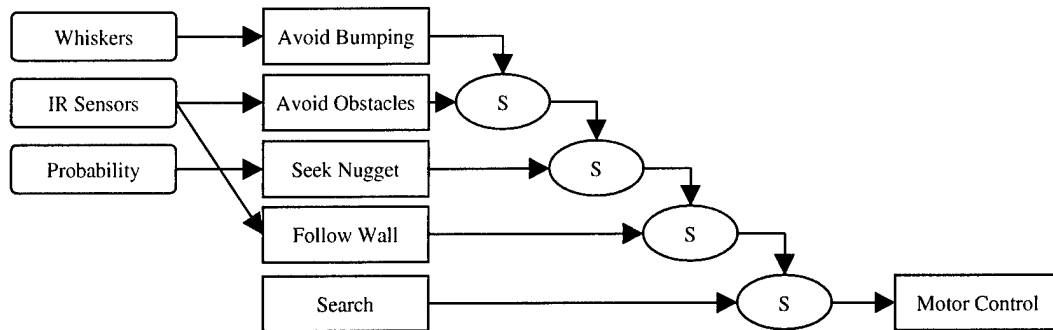 Whiskers
Avoid Bumping
IR Sensors
Avoid Obstacles
S
Probability
Seek Nugget
S
Follow Wall
S
Search
S
Motor Control